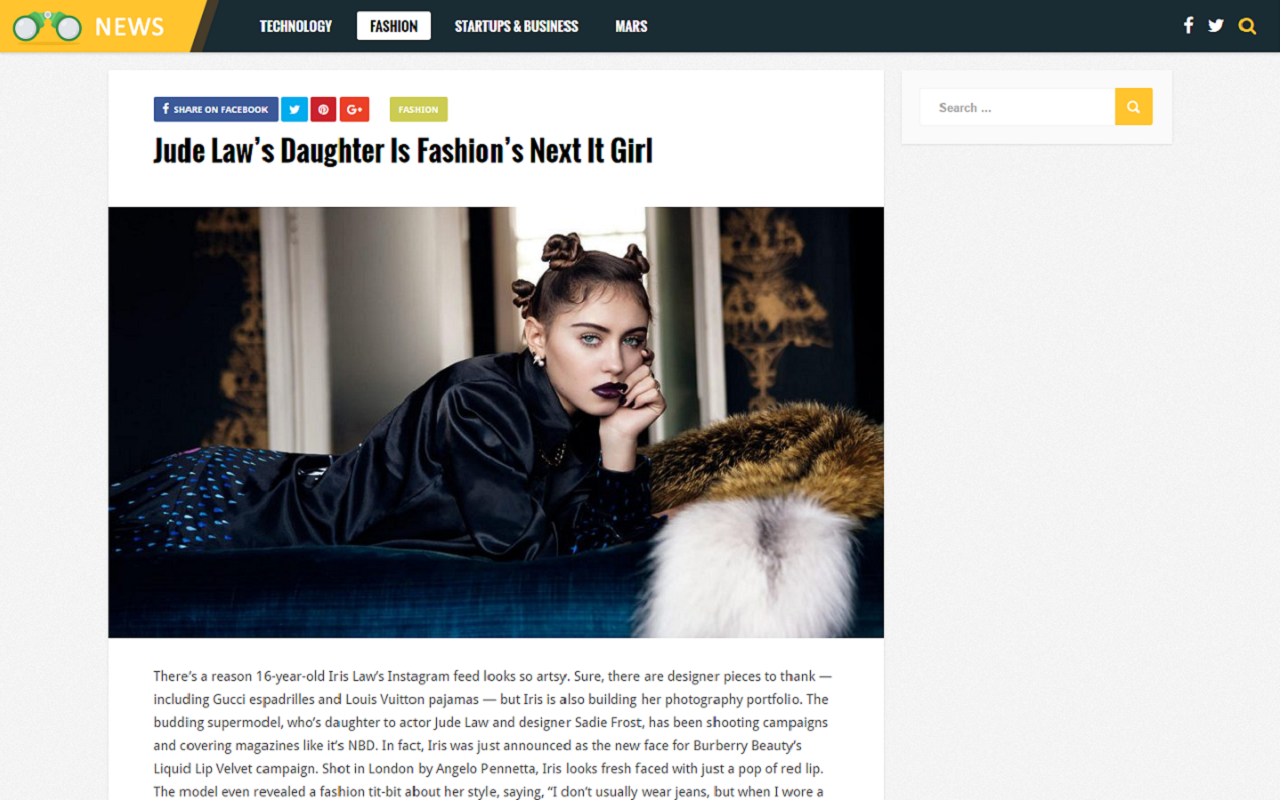 NEWS
TECHNOLOGY FASHION STARTUPS & BUSINESS MARS
SHARE ON FACEBOOK FASHION
Search ...
Jude Law’s Daughter Is Fashion’s Next It Girl
There’s a reason 16-year-old Iris Law’s Instagram feed looks so artsy. Sure, there are designer pieces to thank —
including Gucci espadrilles and Louis Vuitton pajamas — but Iris is also building her photography portfolio. The
budding supermodel, who’s daughter to actor Jude Law and designer Sadie Frost, has been shooting campaigns
and covering magazines like it’s NBD. In fact, Iris was just announced as the new face for Burberry Beauty’s
Liquid Lip Velvet campaign. Shot in London by Angelo Pennetta, Iris looks fresh faced with just a pop of red lip.
The model even revealed a fashion tit-bit about her style, saying, “I don’t usually wear jeans, but when I wore a